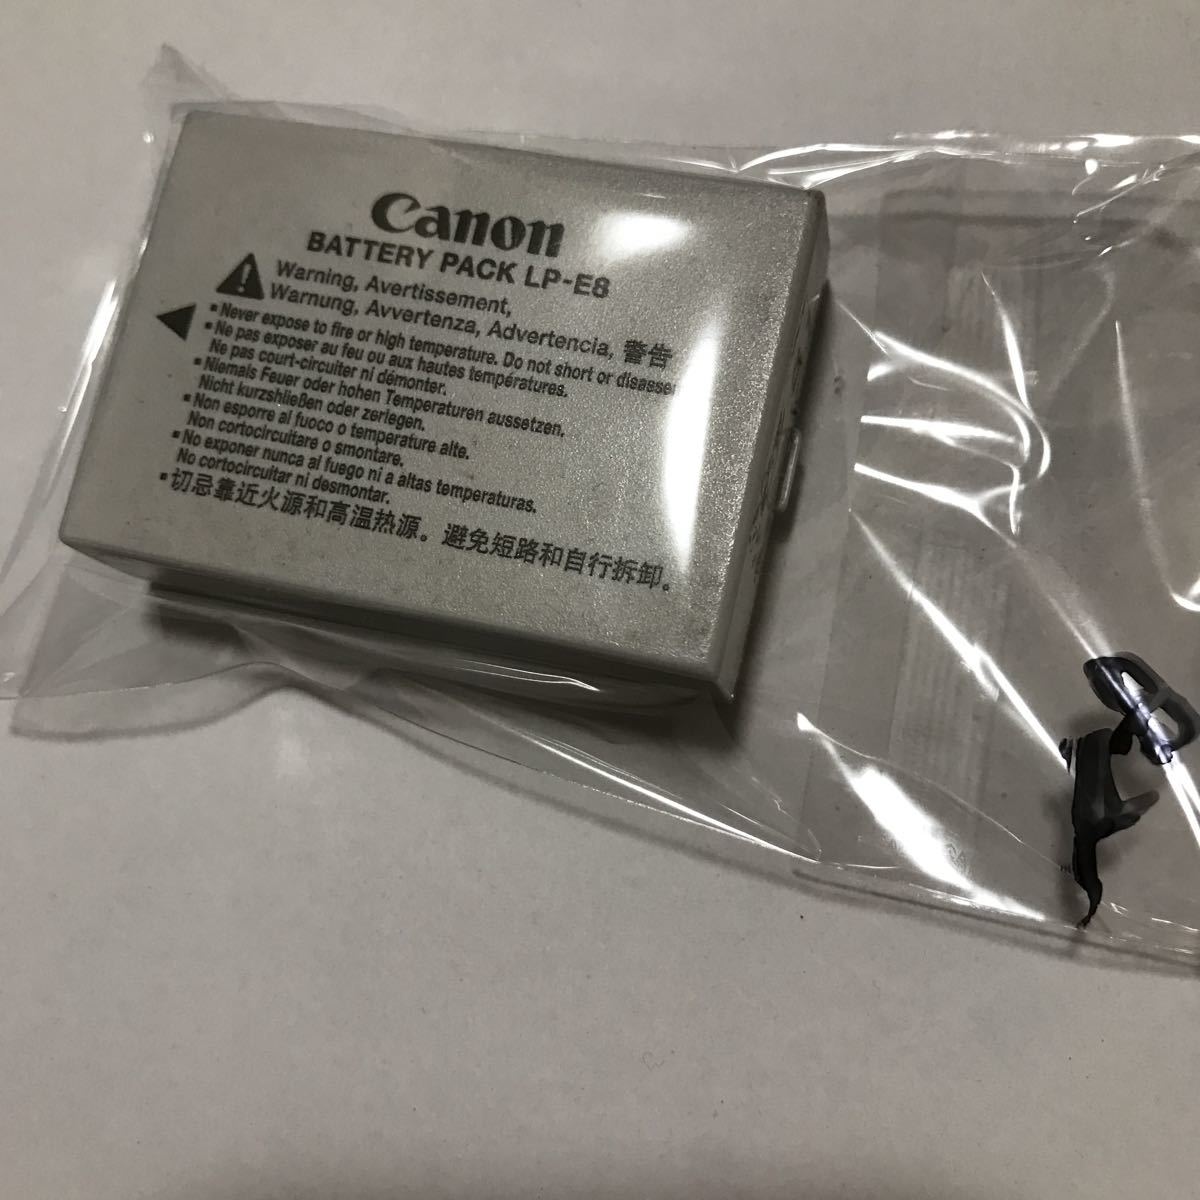 Canon
BATTERY PACK LP-E8
Warning, Avertissement,
Warnung, Avvertenza, Advertencia, 警告
▪Never expose to fire or high temperature. Do not short or disassem
▪Ne pas exposer au feu ou aux hautes températures.
Ne pas court-circuiter ni démonter.
▪Niemals Feuer oder hohen Temperaturen aussetzen.
Nicht kurzshließen oder zerlegen.
▪Non esporre al fuoco o temperature alte.
Non cortocircuitare o smontare.
▪No exponer nunca al fuego ni a altas temperaturas.
No cortocircuitar ni desmontar.
▪切忌靠近火源和高温热源。避免短路和自行拆卸。